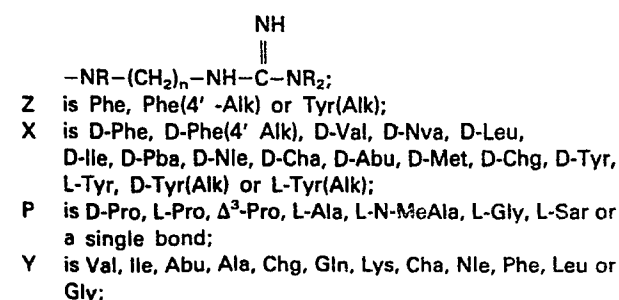 NH
||
–NR–(CH₂)ₙ–NH–C–NR₂;
Z is Phe, Phe(4' -Alk) or Tyr(Alk);
X is D-Phe, D-Phe(4' Alk), D-Val, D-Nva, D-Leu,
D-Ile, D-Pba, D-Nle, D-Cha, D-Abu, D-Met, D-Chg, D-Tyr,
L-Tyr, D-Tyr(Alk) or L-Tyr(Alk);
P is D-Pro, L-Pro, Δ³-Pro, L-Ala, L-N-MeAla, L-Gly, L-Sar or
a single bond;
Y is Val, Ile, Abu, Ala, Chg, Gln, Lys, Cha, Nle, Phe, Leu or
Gly;